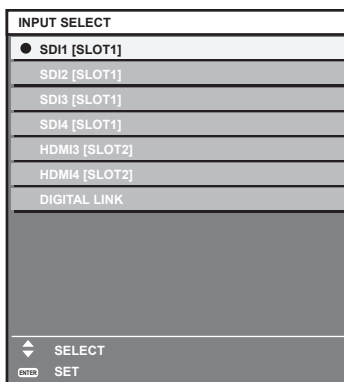 INPUT SELECT
SDI1 [SLOT1]
SDI2 [SLOT1]
SDI3 [SLOT1]
SDI4 [SLOT1]
HDMI3 [SLOT2]
HDMI4 [SLOT2]
DIGITAL LINK
SELECT
ENTER SET